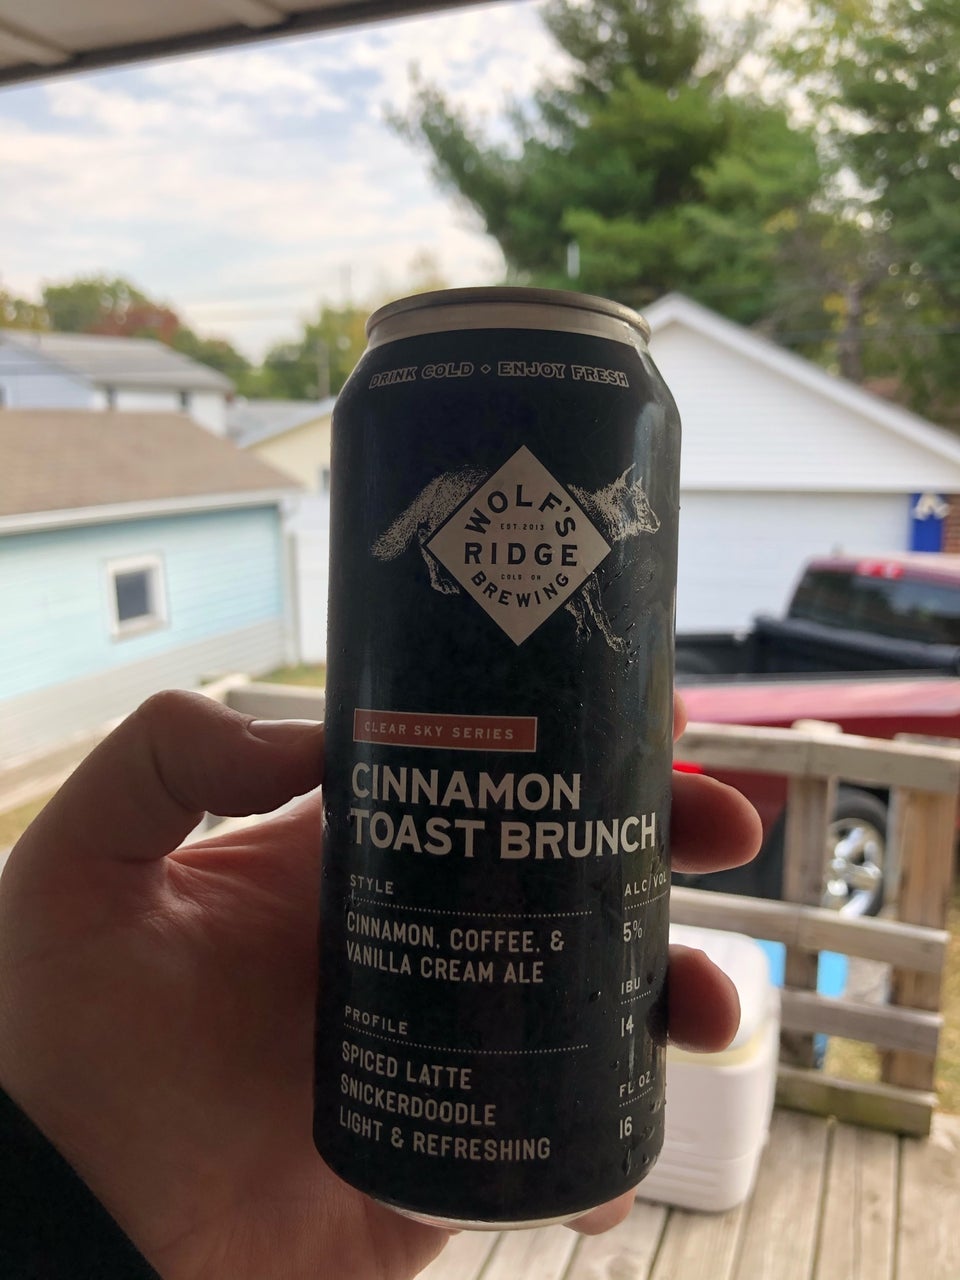 DRINK COLD • ENJOY FRESH
WOLF'S
EST. 2013
RIDGE
COLS OH
BREWING
CLEAR SKY SERIES
CINNAMON
TOAST BRUNCH
STYLE
CINNAMON, COFFEE, &
VANILLA CREAM ALE
PROFILE
SPICED LATTE
SNICKERDOODLE
LIGHT & REFRESHING
ALC/VOL
5%
IBU
14
FL OZ
16